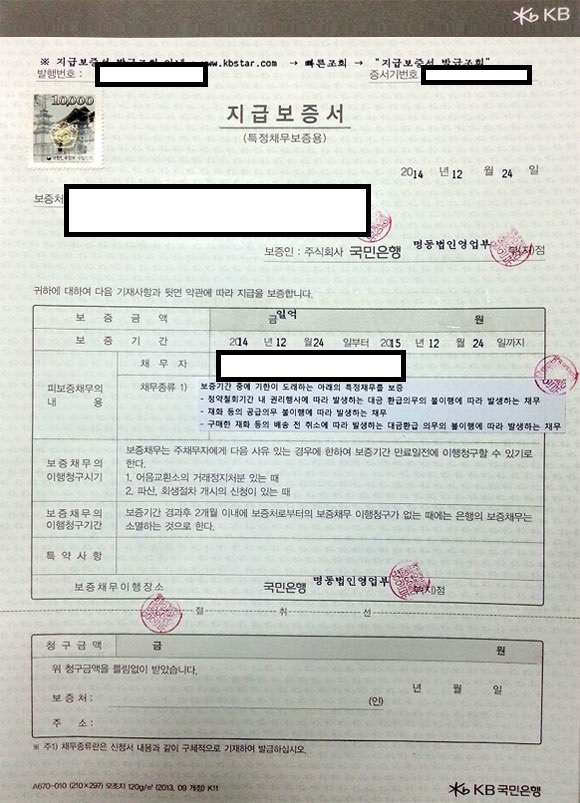 KB
※ 지급보증서 발급조회 www.kbstar.com → 빠른조회 → "지급보증서 발급조회"
발행번호 :
증서기번호
10,000
지급보증서
(특정채무보증용)
2014 년 12 월 24 일
보증처
보증인 : 주식회사 국민은행 명동법인영업부 부(지)점
귀하에 대하여 다음 기재사항과 뒷면 약관에 따라 지급을 보증합니다.
보증금액 금일억 원
보증기간 2014 년 12 월 24 일부터 2015 년 12 월 24 일까지
피보증채무의 내용
채무자
채무종류 1)
보증기간 중에 기한이 도래하는 아래의 특정채무를 보증
- 청약철회기간 내 권리행사에 따라 발생하는 대금 환급의무의 불이행에 따라 발생하는 채무
- 재화 등의 공급의무 불이행에 따라 발생하는 채무
- 구매한 재화 등의 배송 전 취소에 따라 발생하는 대금환급 의무의 불이행에 따라 발생하는 채무
보증채무의 이행청구시기
보증채무는 주채무자에게 다음 사유 있는 경우에 한하여 보증기간 만료일전에 이행청구할 수 있기로
한다.
1. 어음교환소의 거래정지처분 있는 때
2. 파산, 회생절차 개시의 신청이 있는 때
보증채무의 이행청구기간
보증기간 경과후 2개월 이내에 보증처로부터의 보증채무 이행청구가 없는 때에는 은행의 보증채무는
소멸하는 것으로 한다.
특약사항
보증채무이행장소 국민은행 명동법인영업부 부(지)점
절 취 선
청구금액 금 원
위 청구금액을 틀림없이 받았습니다.
년 월 일
보증처 : (인)
주 소 :
※ 주1) 채무종류란은 신청서 내용과 같이 구체적으로 기재하여 발급하십시오.
A670-010 (210×297) 모조지 120g/㎡ (2013. 09 개정) K11
KB국민은행